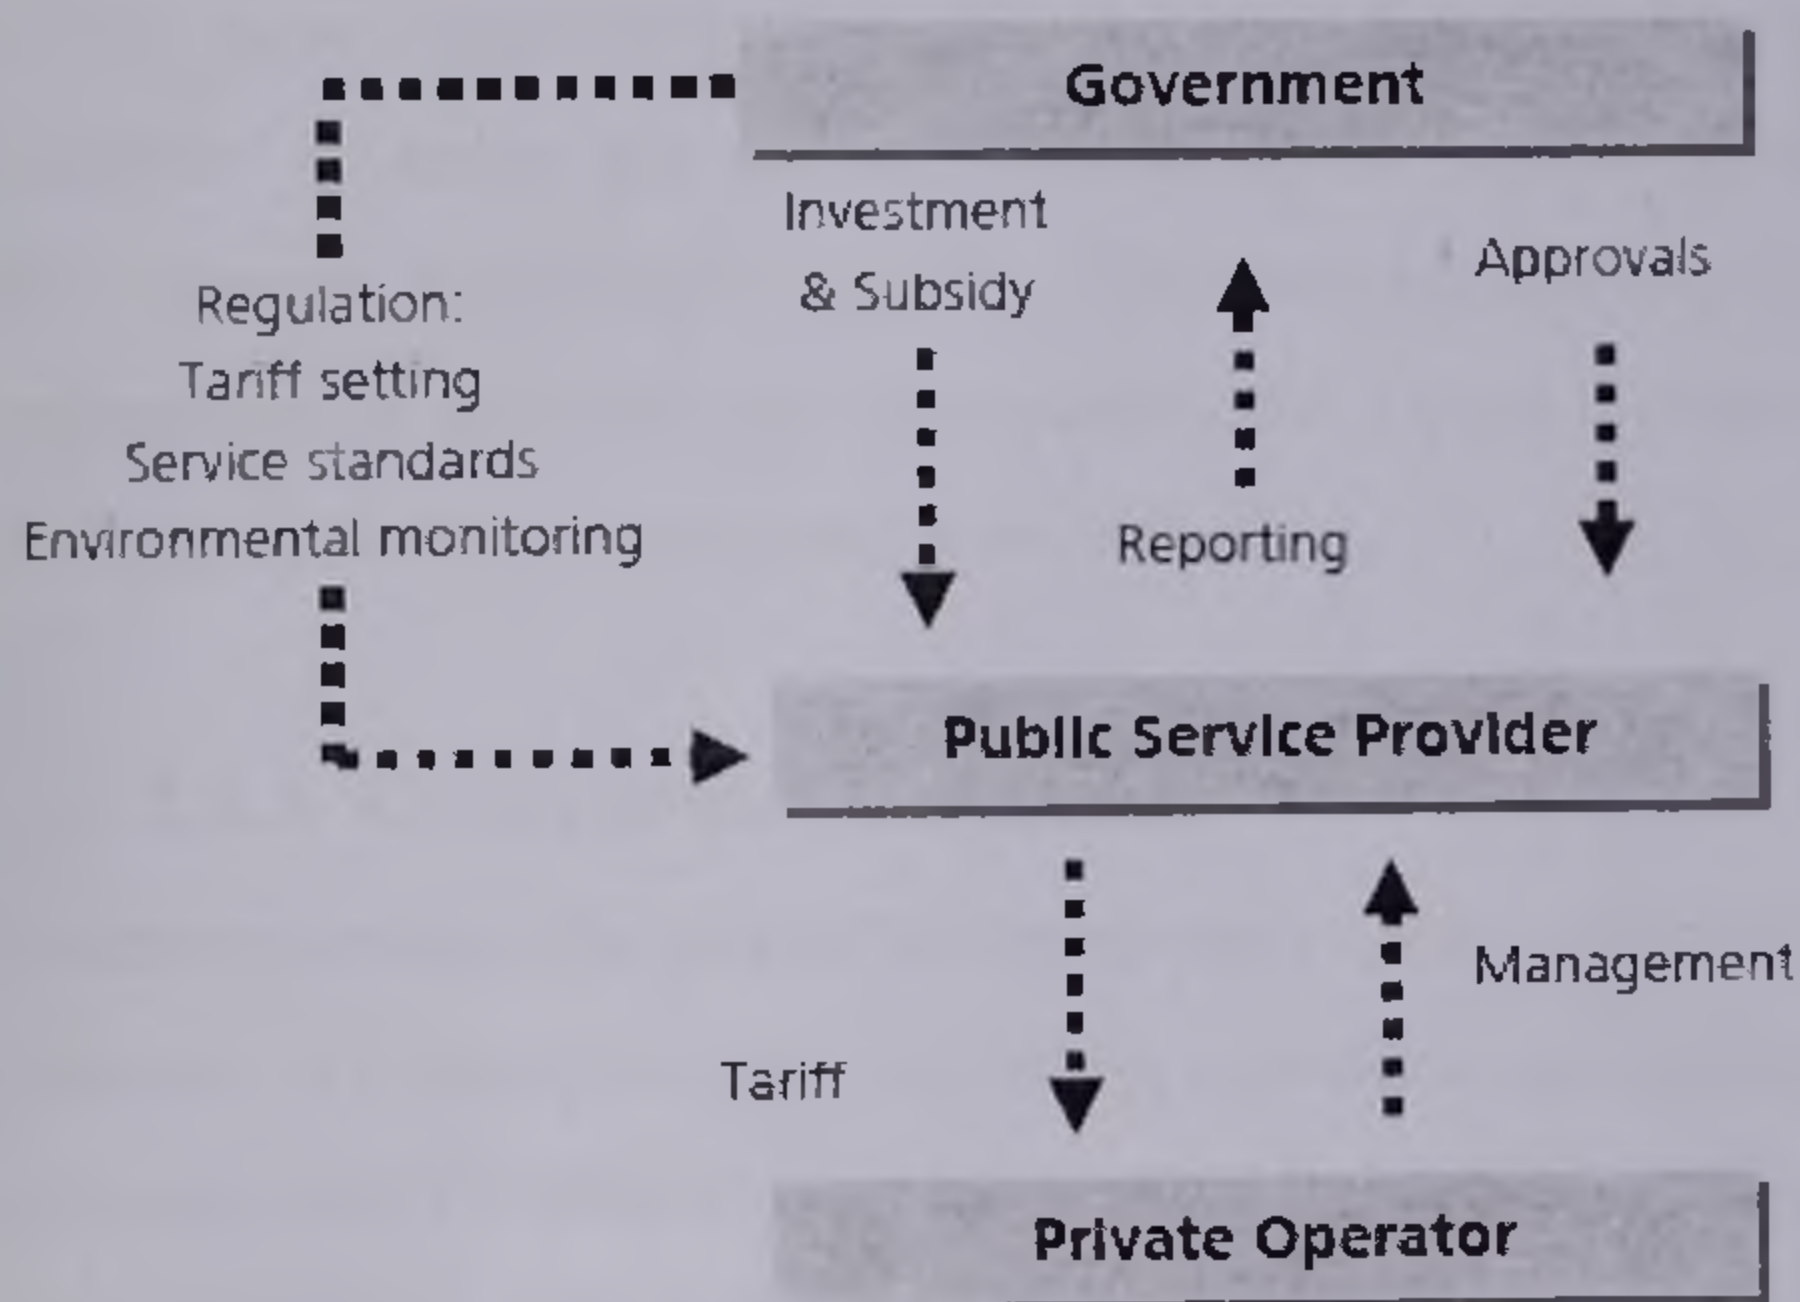 Government
Investment
& Subsidy
Approvals
Regulation:
Tariff setting
Service standards
Environmental monitoring
Reporting
Public Service Provider
Management
Tariff
Private Operator